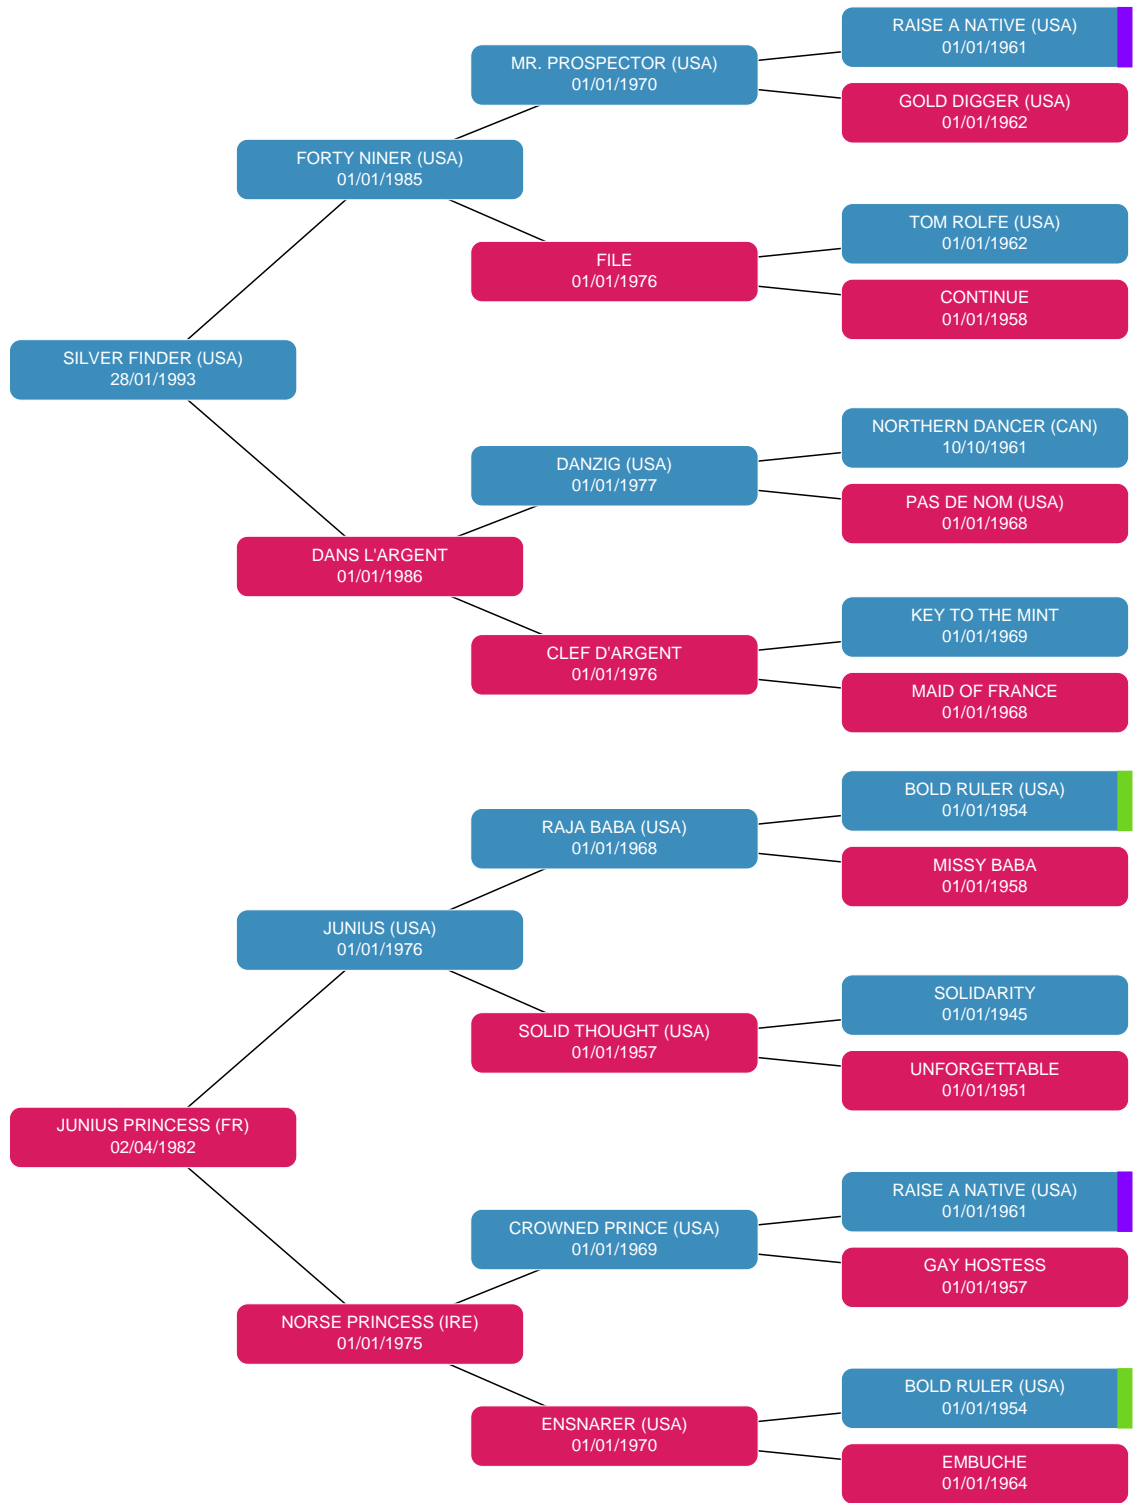 RAISE A NATIVE (USA)
01/01/1961
MR. PROSPECTOR (USA)
01/01/1970
GOLD DIGGER (USA)
01/01/1962
FORTY NINER (USA)
01/01/1985
TOM ROLFE (USA)
01/01/1962
FILE
01/01/1976
CONTINUE
01/01/1958
SILVER FINDER (USA)
28/01/1993
NORTHERN DANCER (CAN)
10/10/1961
DANZIG (USA)
01/01/1977
PAS DE NOM (USA)
01/01/1968
DANS L'ARGENT
01/01/1986
KEY TO THE MINT
01/01/1969
CLEF D'ARGENT
01/01/1976
MAID OF FRANCE
01/01/1968
BOLD RULER (USA)
01/01/1954
RAJA BABA (USA)
01/01/1968
MISSY BABA
01/01/1958
JUNIUS (USA)
01/01/1976
SOLIDARITY
01/01/1945
SOLID THOUGHT (USA)
01/01/1957
UNFORGETTABLE
01/01/1951
JUNIUS PRINCESS (FR)
02/04/1982
RAISE A NATIVE (USA)
01/01/1961
CROWNED PRINCE (USA)
01/01/1969
GAY HOSTESS
01/01/1957
NORSE PRINCESS (IRE)
01/01/1975
BOLD RULER (USA)
01/01/1954
ENSNARER (USA)
01/01/1970
EMBUCHE
01/01/1964